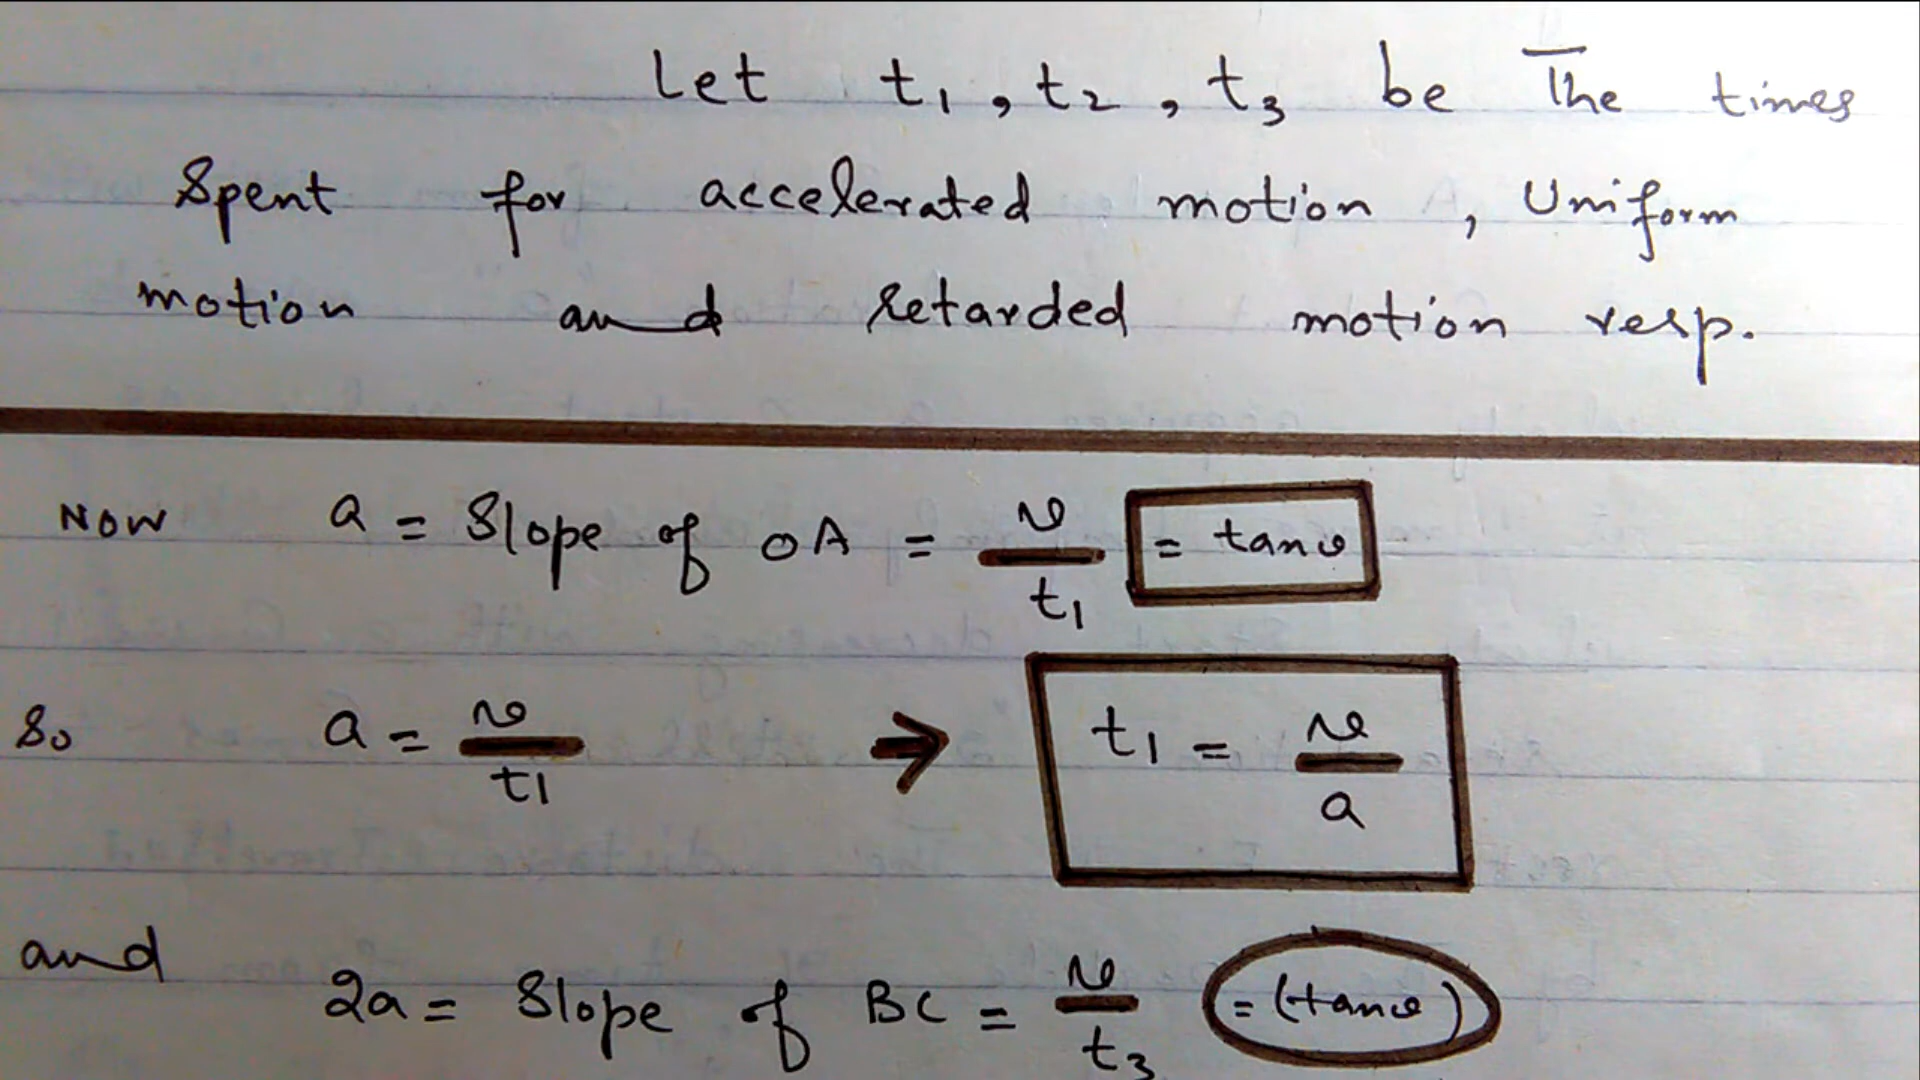 Let t₁, t₂, t₃ be The times
Spent for accelerated motion, Uniform
motion and retarded motion resp.
Now a = Slope of OA = v/t₁ = tanθ
So a = v/t₁ → t₁ = v/a
and 2a = Slope of BC = v/t₃ = (tanθ)